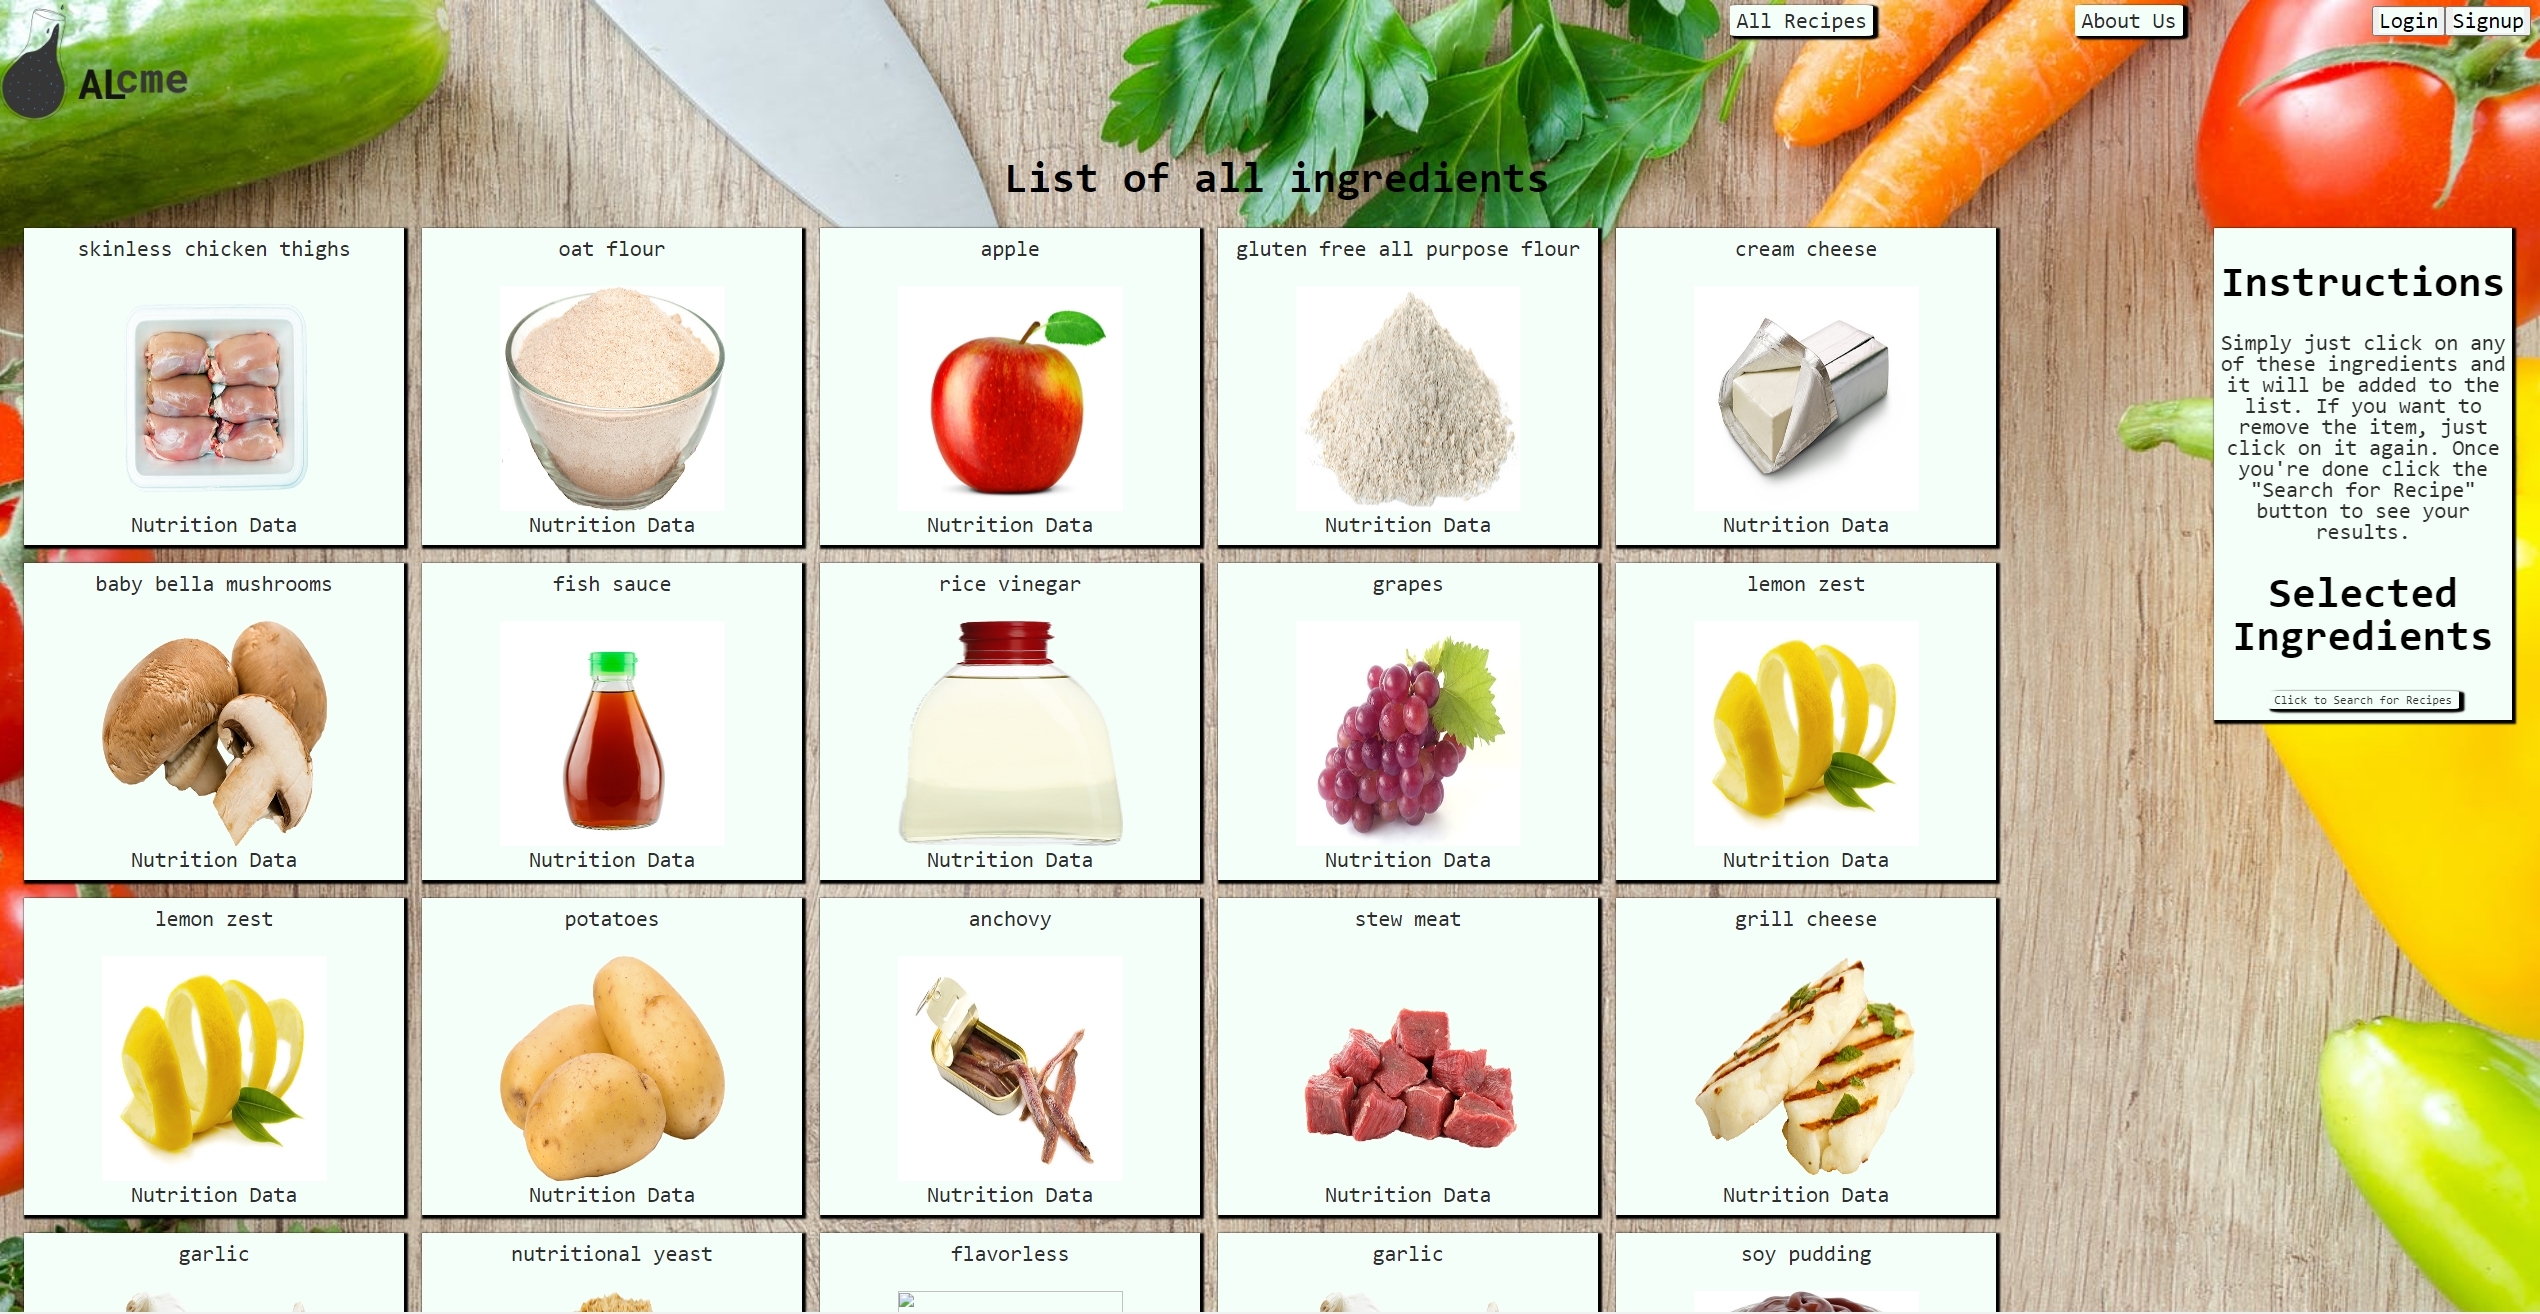 ALcme
All Recipes
About Us
Login
Signup
List of all ingredients
skinless chicken thighs
Nutrition Data
oat flour
Nutrition Data
apple
Nutrition Data
gluten free all purpose flour
Nutrition Data
cream cheese
Nutrition Data
baby bella mushrooms
Nutrition Data
fish sauce
Nutrition Data
rice vinegar
Nutrition Data
grapes
Nutrition Data
lemon zest
Nutrition Data
lemon zest
Nutrition Data
potatoes
Nutrition Data
anchovy
Nutrition Data
stew meat
Nutrition Data
grill cheese
Nutrition Data
garlic
nutritional yeast
flavorless
garlic
soy pudding
Instructions
Simply just click on any
of these ingredients and
it will be added to the
list. If you want to
remove the item, just
click on it again. Once
you're done click the
"Search for Recipe"
button to see your
results.
Selected
Ingredients
Click to Search for Recipes